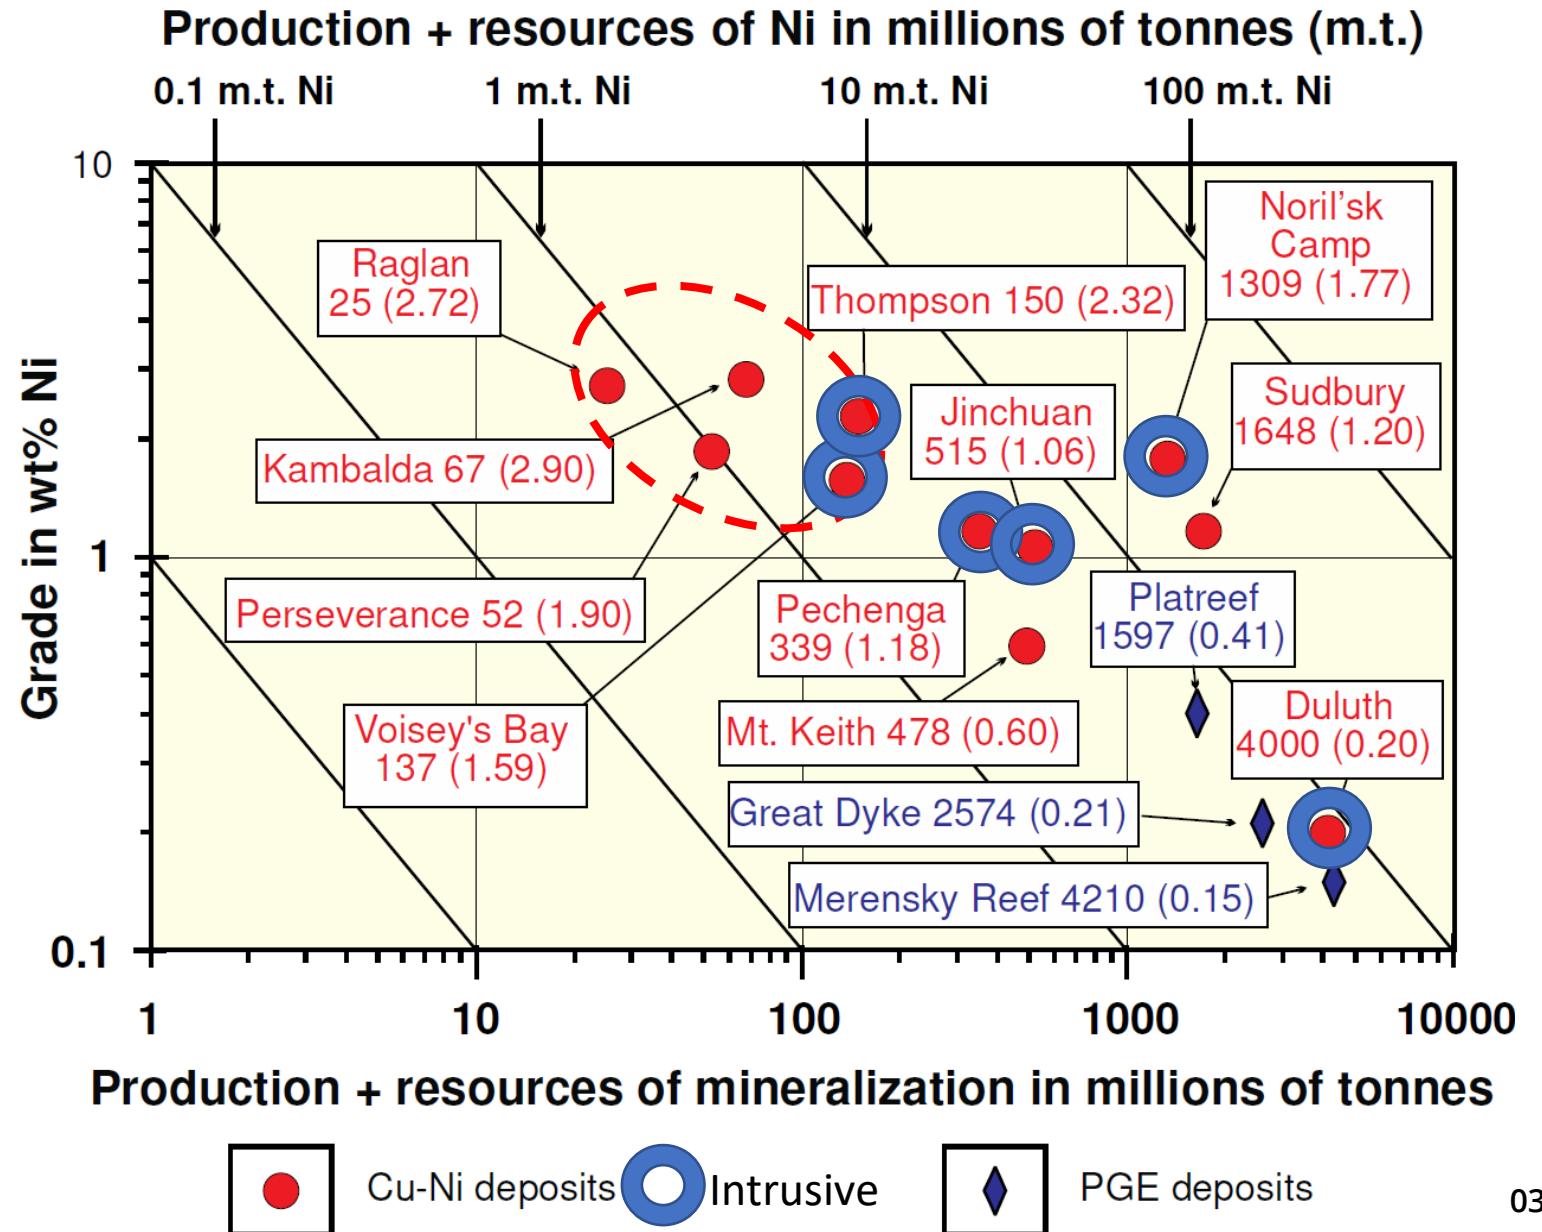 Production + resources of Ni in millions of tonnes (m.t.)
0.1 m.t. Ni
1 m.t. Ni
10 m.t. Ni
100 m.t. Ni
10
1
0.1
Grade in wt% Ni
Raglan
25 (2.72)
Noril’sk
Camp
1309 (1.77)
Thompson 150 (2.32)
Sudbury
1648 (1.20)
Jinchuan
515 (1.06)
Kambalda 67 (2.90)
Perseverance 52 (1.90)
Pechenga
339 (1.18)
Platreef
1597 (0.41)
Voisey's Bay
137 (1.59)
Mt. Keith 478 (0.60)
Duluth
4000 (0.20)
Great Dyke 2574 (0.21)
Merensky Reef 4210 (0.15)
1
10
100
1000
10000
Production + resources of mineralization in millions of tonnes
Cu-Ni deposits
Intrusive
PGE deposits
03